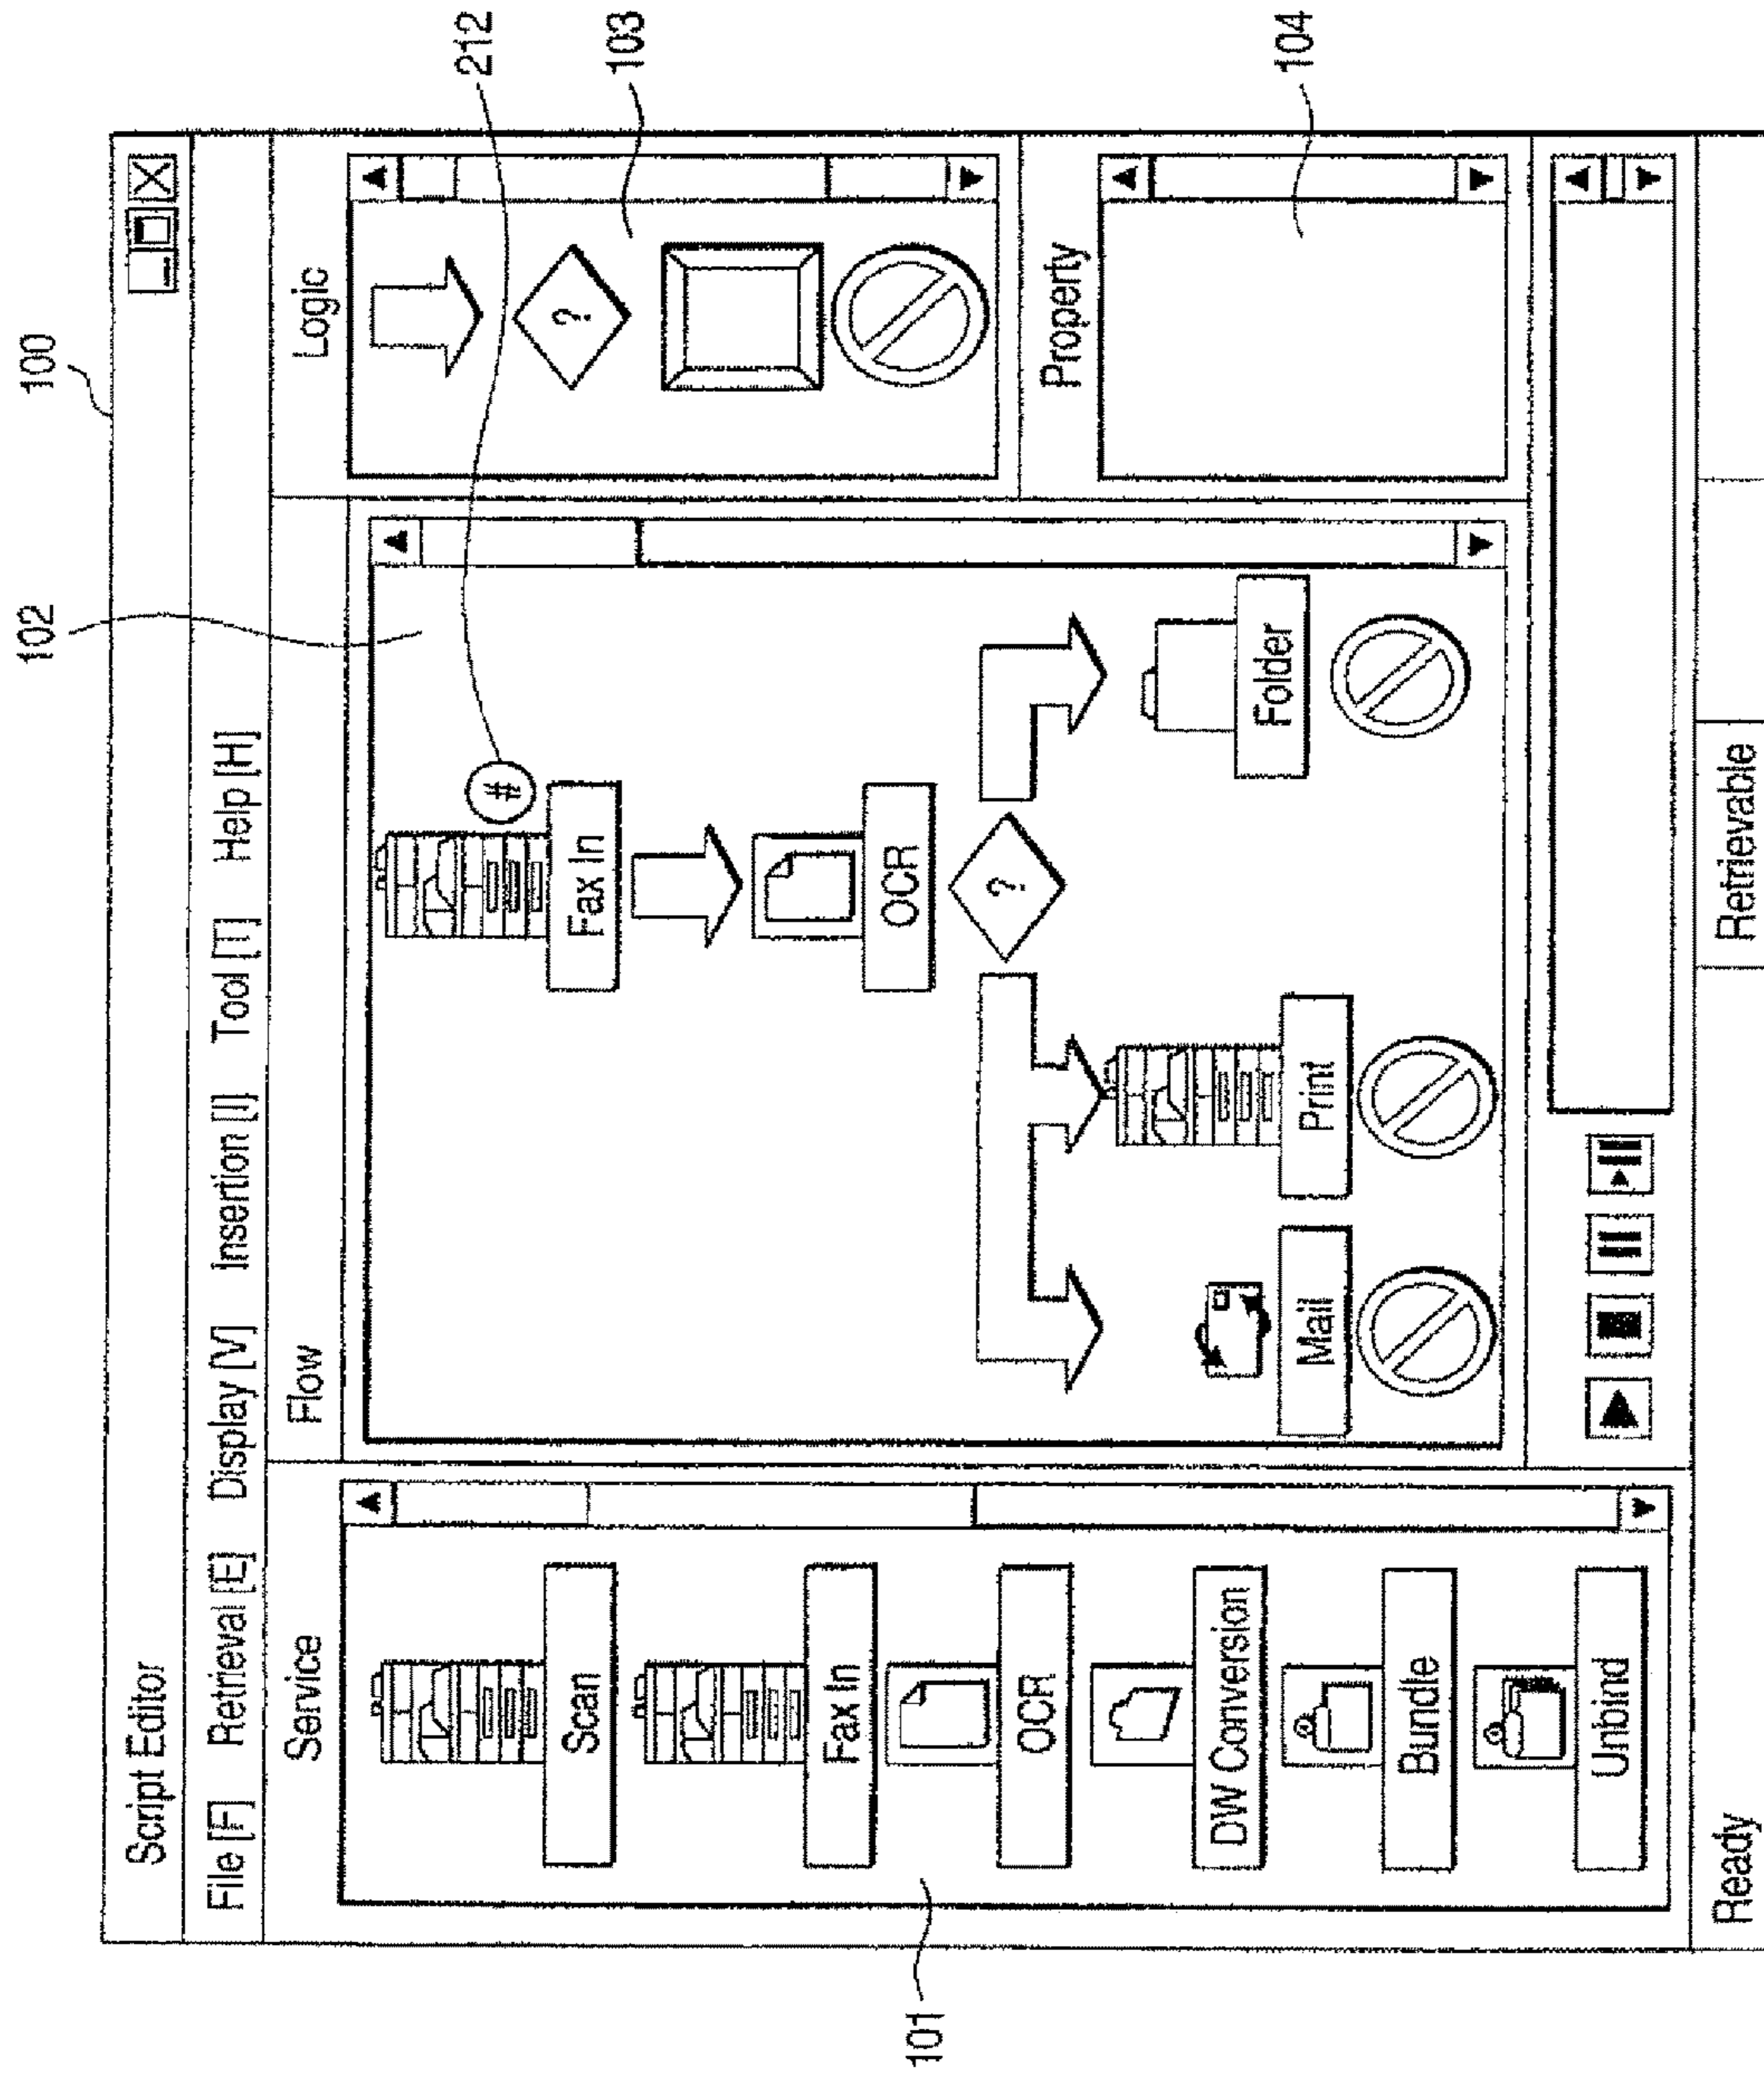 100
102
212
103
104
101
Script Editor
File [F] Retrieval [E] Display [V] Insertion [I] Tool [T] Help [H]
Service
Scan
Fax In
OCR
DW Conversion
Bundle
Unbind
Flow
Fax In
#
OCR
?
Mail
Print
Folder
Logic
?
Property
Ready
Retrievable